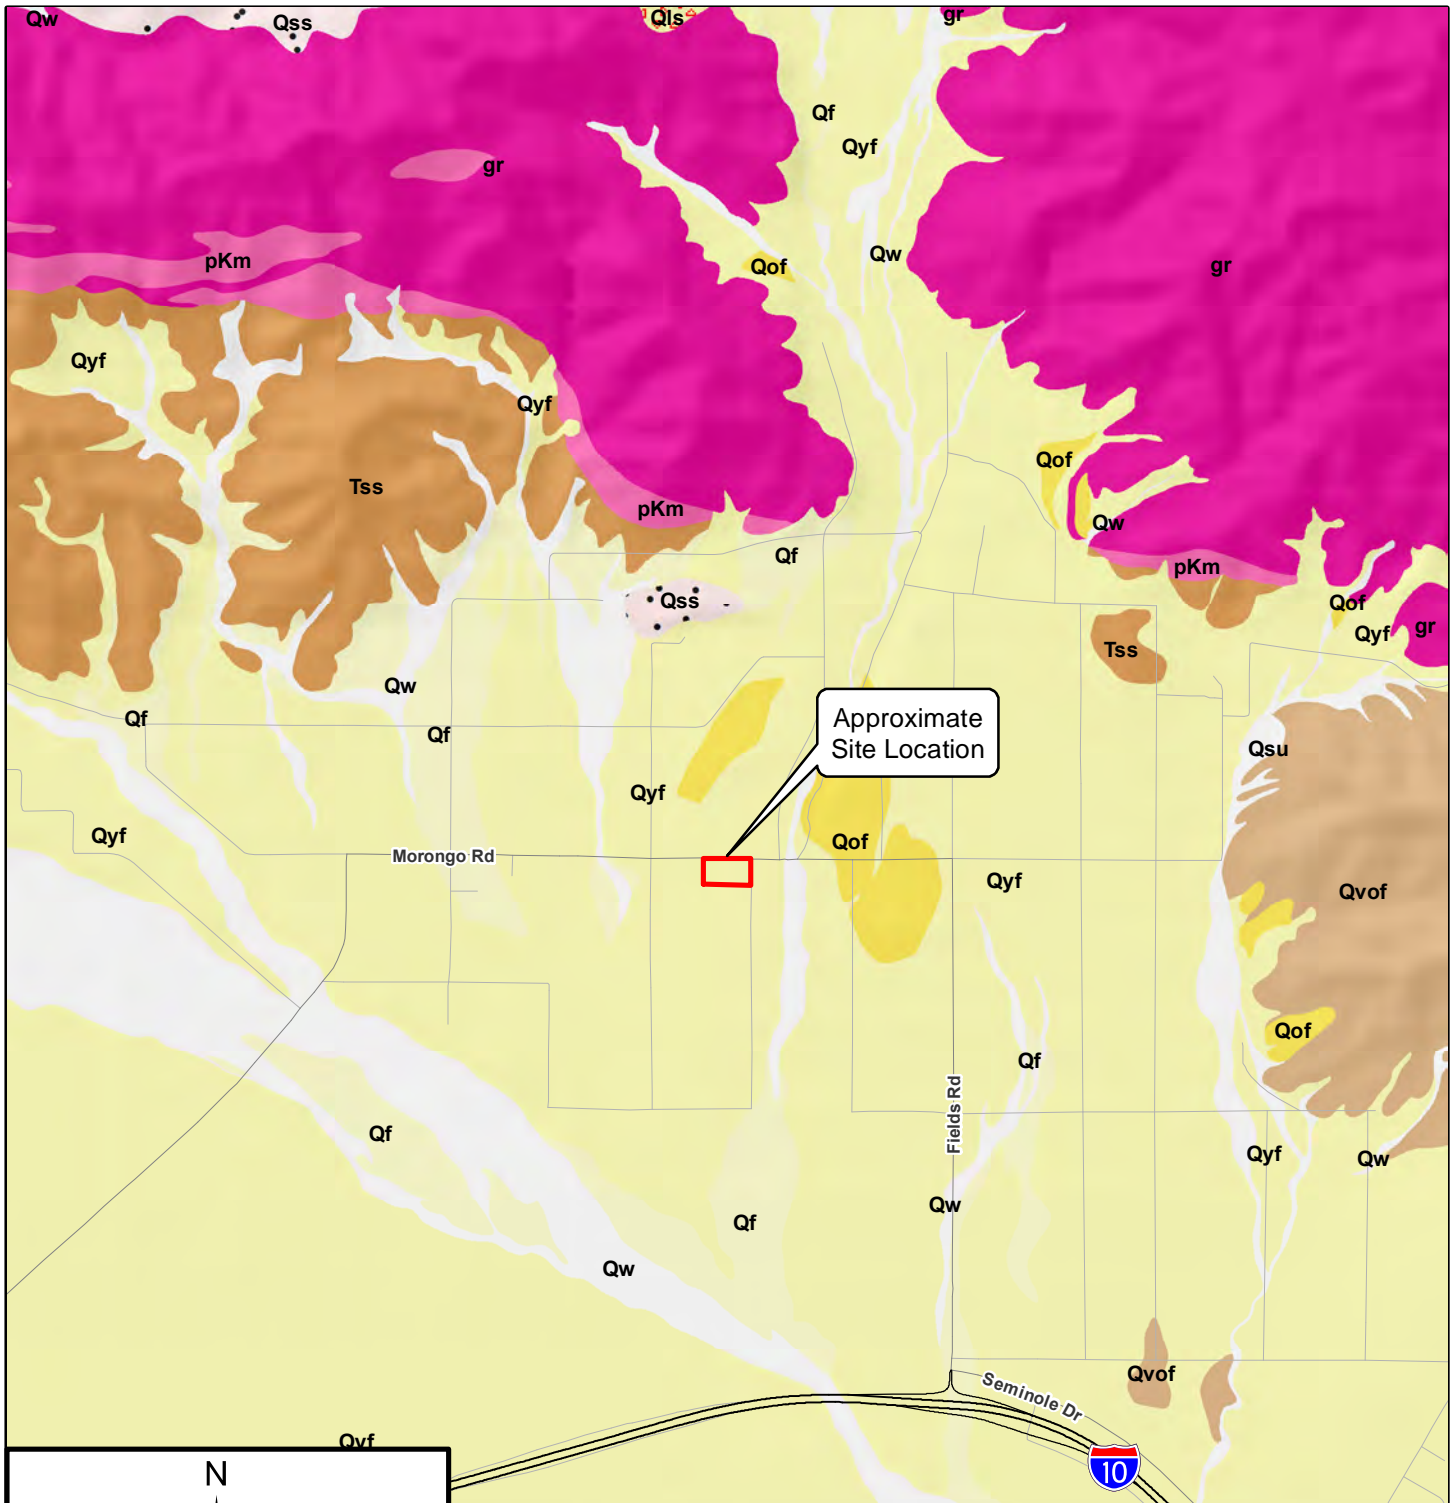 Qw
Qss
Qls
gr
Qf
Qyf
gr
Qw
pKm
Qof
gr
Qyf
Qyf
Qof
Tss
pKm
Qw
Qf
pKm
Qss
Qof
Qyf
gr
Tss
Qw
Qf
Qf
Approximate
Site Location
Qsu
Qyf
Qyf
Qof
Morongo Rd
Qyf
Qvof
Qof
Qf
Fields Rd
Qf
Qyf
Qw
Qw
Qf
Qw
Qvof
Seminole Dr
Qyf
10
N